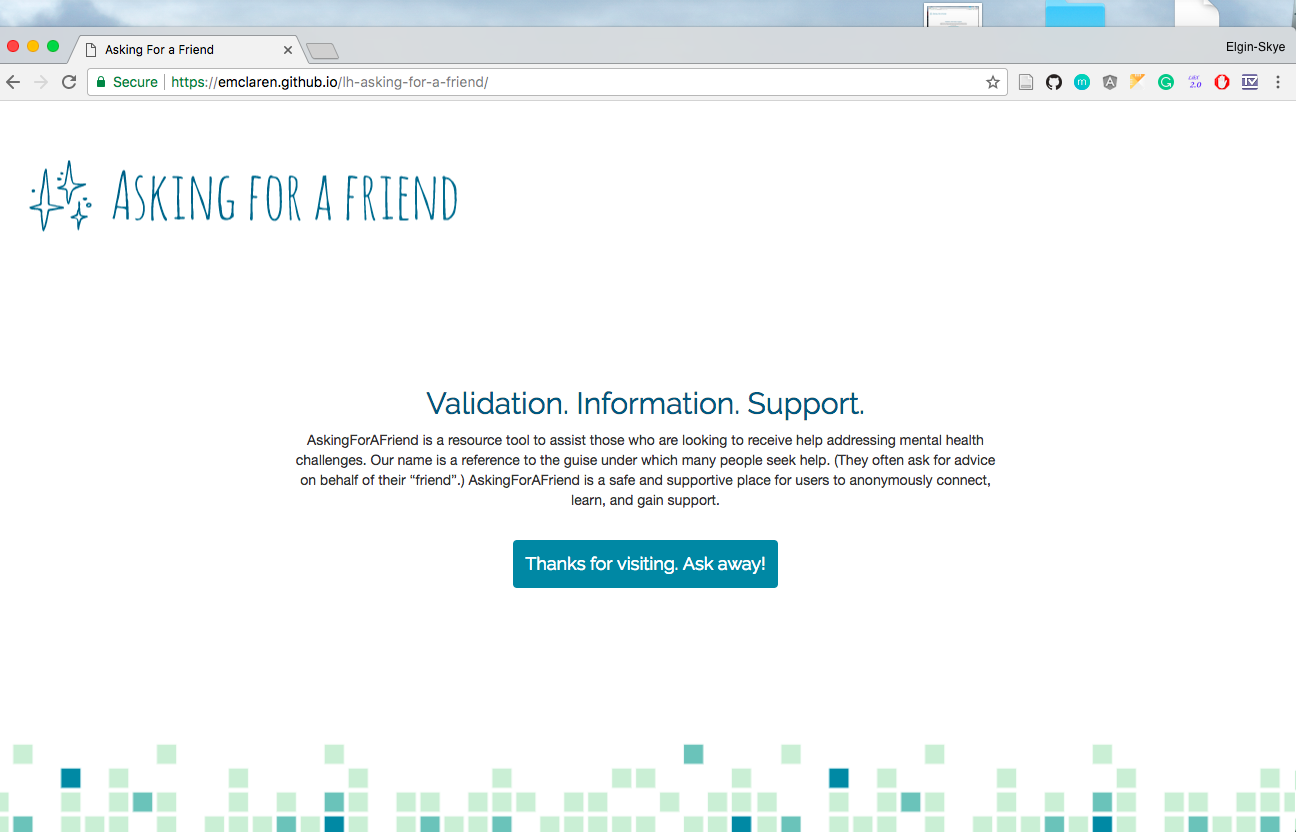 Asking For a Friend
Elgin-Skye
Secure https://emclaren.github.io/lh-asking-for-a-friend/
ASKING FOR A FRIEND
Validation. Information. Support.
AskingForAFriend is a resource tool to assist those who are looking to receive help addressing mental health
challenges. Our name is a reference to the guise under which many people seek help. (They often ask for advice
on behalf of their “friend”.) AskingForAFriend is a safe and supportive place for users to anonymously connect,
learn, and gain support.
Thanks for visiting. Ask away!